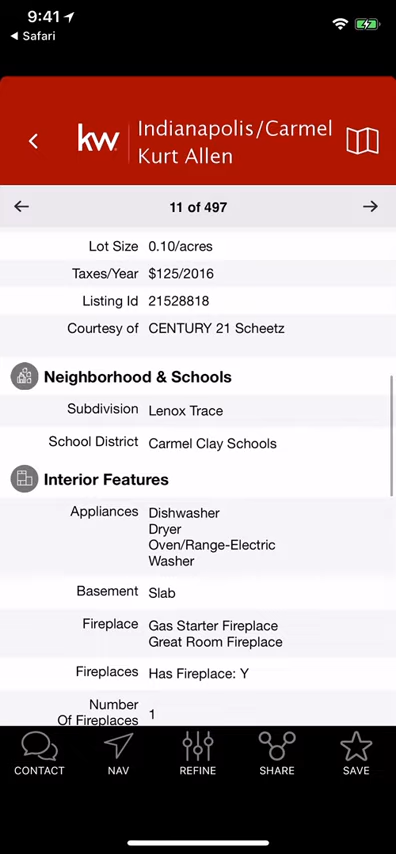 9:41
Safari
kw
Indianapolis/Carmel
Kurt Allen
11 of 497
Lot Size 0.10/acres
Taxes/Year $125/2016
Listing Id 21528818
Courtesy of CENTURY 21 Scheetz
Neighborhood & Schools
Subdivision Lenox Trace
School District Carmel Clay Schools
Interior Features
Appliances Dishwasher
Dryer
Oven/Range-Electric
Washer
Basement Slab
Fireplace Gas Starter Fireplace
Great Room Fireplace
Fireplaces Has Fireplace: Y
Number
Of Fireplaces 1
CONTACT NAV REFINE SHARE SAVE